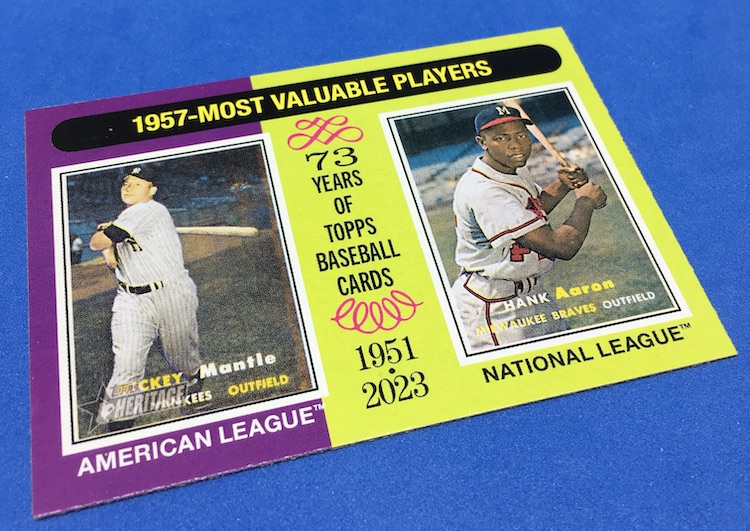 1957-MOST VALUABLE PLAYERS
73
YEARS
OF
TOPPS
BASEBALL
CARDS
1951
2023
Mantle
OUTFIELD
HERITAGE
AMERICAN LEAGUE™
M
HANK Aaron
MILWAUKEE BRAVES OUTFIELD
NATIONAL LEAGUE™